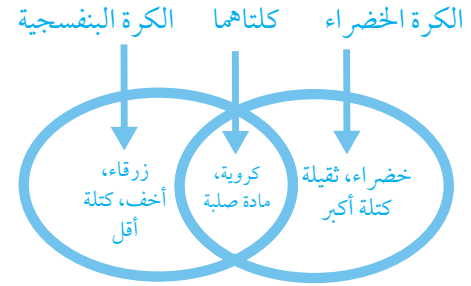 الكرة الخضراء
كلتاهما
الكرة البنفسجية
خضراء، ثقيلة
كتلة أكبر
كروية،
مادة صلبة
زرقاء،
أخف، كتلة
أقل